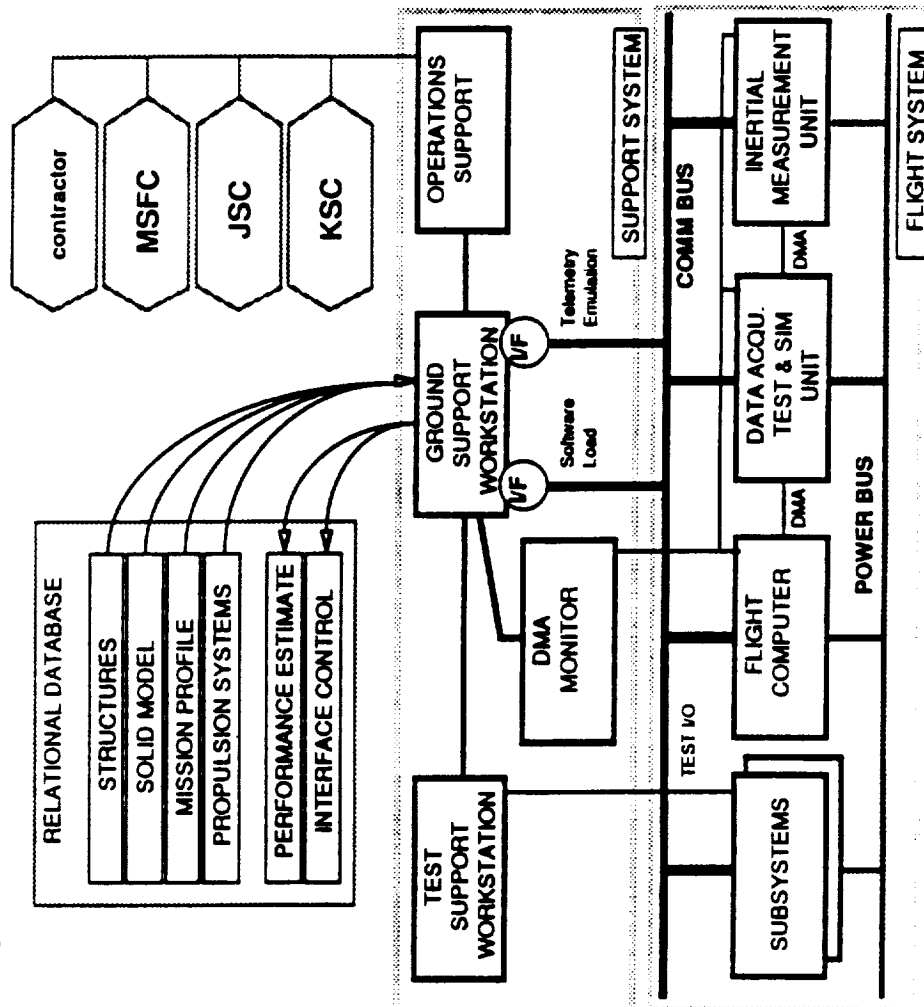 RELATIONAL DATABASE
STRUCTURES
SOLID MODEL
MISSION PROFILE
PROPULSION SYSTEMS
PERFORMANCE ESTIMATE
INTERFACE CONTROL
contractor
MSFC
JSC
KSC
TEST
SUPPORT
WORKSTATION
GROUND
SUPPORT
WORKSTATION
I/F
I/F
OPERATIONS
SUPPORT
DMA
MONITOR
Software
Load
Telemetry
Emulation
SUPPORT SYSTEM
TEST I/O
COMM BUS
SUBSYSTEMS
FLIGHT
COMPUTER
DMA
DATA ACQU.
TEST & SIM
UNIT
DMA
INERTIAL
MEASUREMENT
UNIT
POWER BUS
FLIGHT SYSTEM